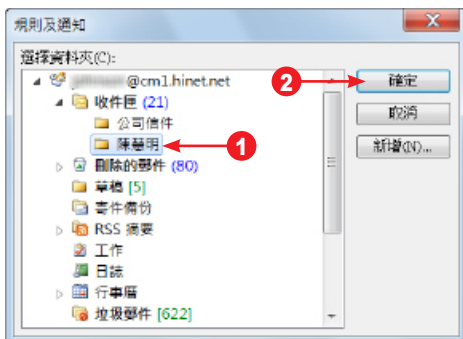 規則及通知
選擇資料夾(C):
@cm1.hinet.net
收件匣 (21)
公司信件
陳慧明
刪除的郵件 (80)
草稿 [5]
寄件備份
RSS 摘要
工作
日誌
行事曆
垃圾郵件 [622]
1
2
確定
取消
新增(N)...